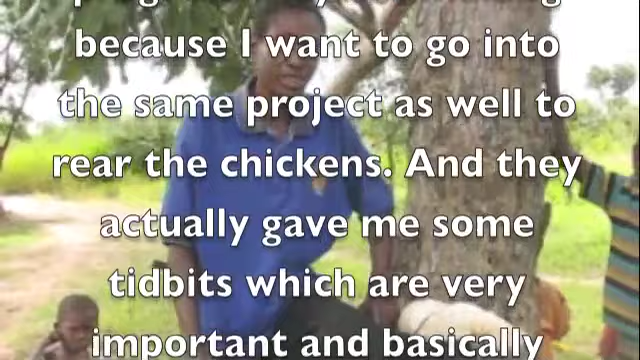 because I want to go into
the same project as well to
rear the chickens. And they
actually gave me some
tidbits which are very
important and basically